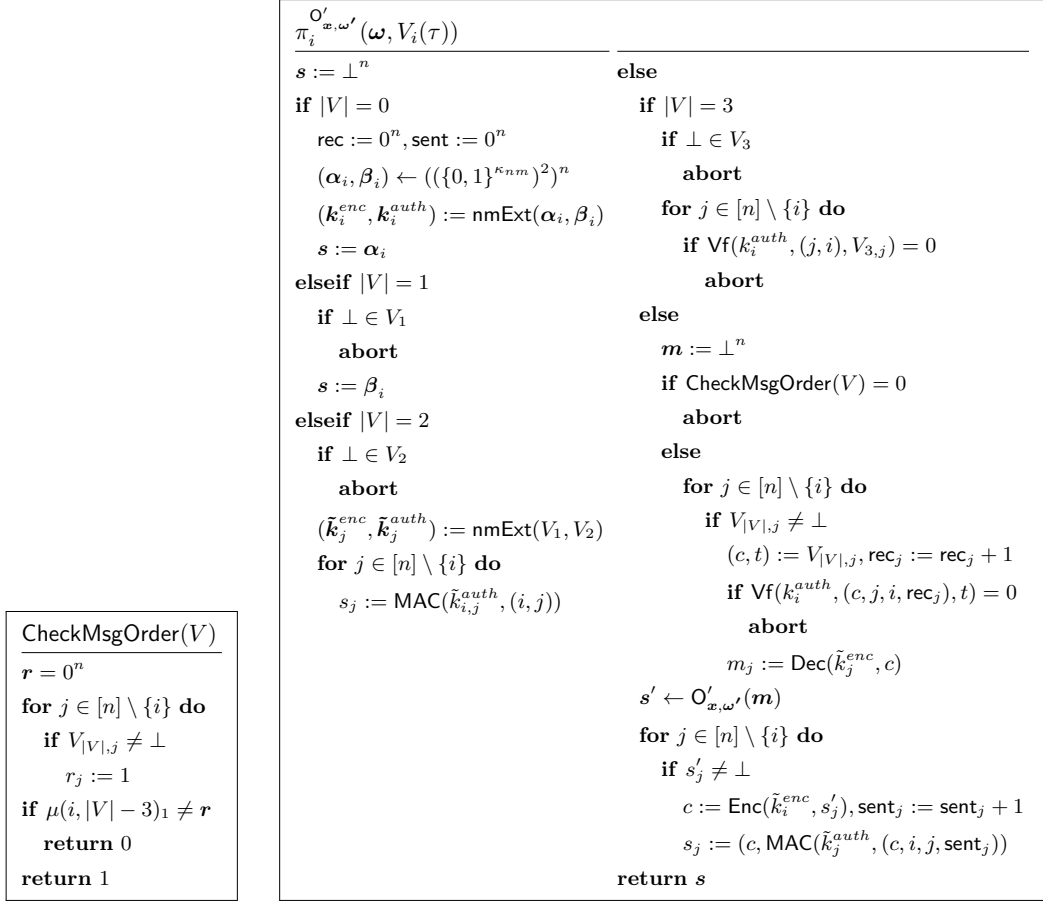 CheckMsgOrder(V)
r = 0^n
for j ∈ [n] \ {i} do
if V_{|V|,j} ≠ ⊥
r_j := 1
if μ(i, |V| − 3)_1 ≠ r
return 0
return 1
π_i^{O'_{x,ω'}}(ω, V_i(τ))
s := ⊥^n
if |V| = 0
rec := 0^n, sent := 0^n
(α_i, β_i) ← (({0, 1}^{κ_{nm}})^2)^n
(k_i^{enc}, k_i^{auth}) := nmExt(α_i, β_i)
s := α_i
elseif |V| = 1
if ⊥ ∈ V_1
abort
s := β_i
elseif |V| = 2
if ⊥ ∈ V_2
abort
(k̃_j^{enc}, k̃_j^{auth}) := nmExt(V_1, V_2)
for j ∈ [n] \ {i} do
s_j := MAC(k̃_{i,j}^{auth}, (i, j))
else
if |V| = 3
if ⊥ ∈ V_3
abort
for j ∈ [n] \ {i} do
if Vf(k_i^{auth}, (j, i), V_{3,j}) = 0
abort
else
m := ⊥^n
if CheckMsgOrder(V) = 0
abort
else
for j ∈ [n] \ {i} do
if V_{|V|,j} ≠ ⊥
(c, t) := V_{|V|,j}, rec_j := rec_j + 1
if Vf(k_i^{auth}, (c, j, i, rec_j), t) = 0
abort
m_j := Dec(k̃_j^{enc}, c)
s' ← O'_{x,ω'}(m)
for j ∈ [n] \ {i} do
if s'_j ≠ ⊥
c := Enc(k̃_i^{enc}, s'_j), sent_j := sent_j + 1
s_j := (c, MAC(k̃_j^{auth}, (c, i, j, sent_j))
return s